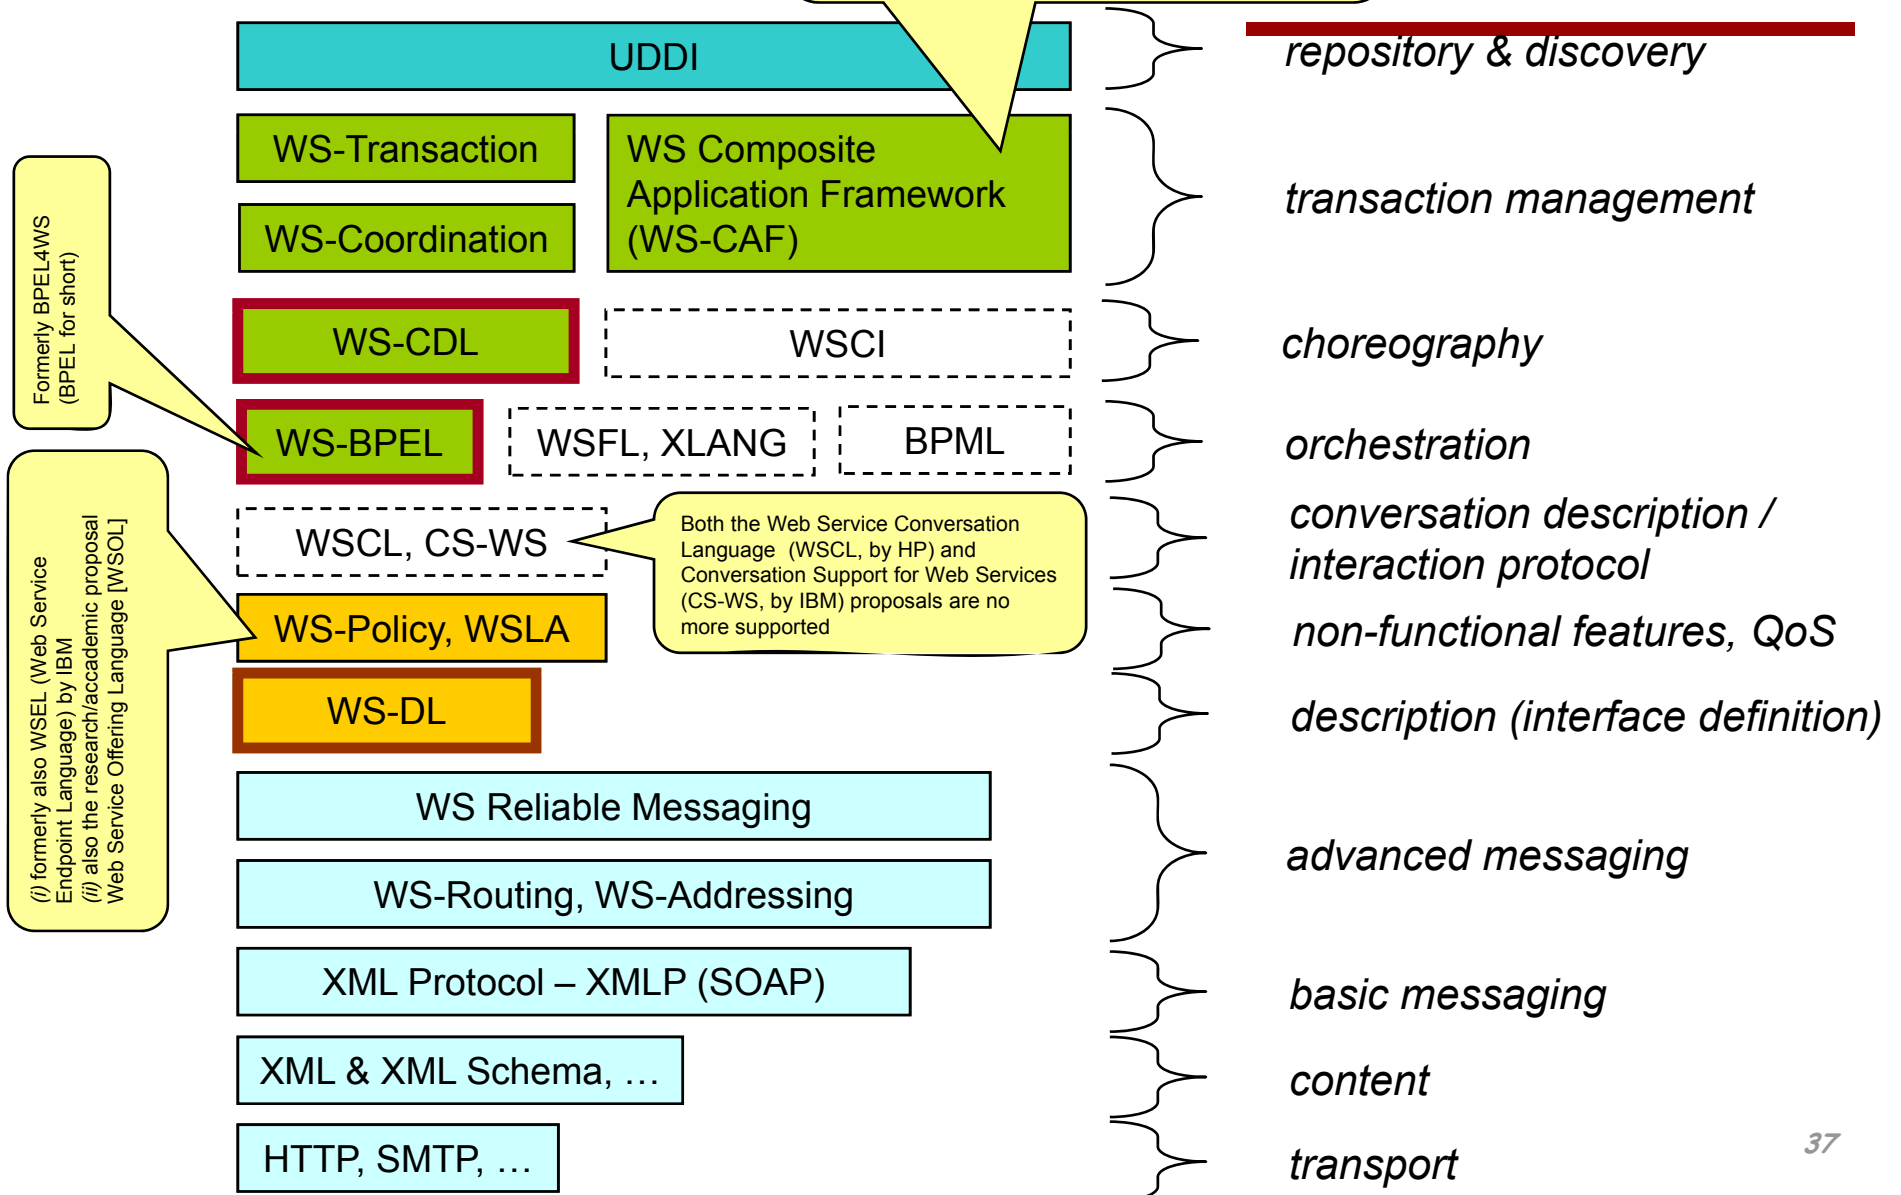 UDDI
repository & discovery
WS-Transaction
WS-Coordination
WS Composite
Application Framework
(WS-CAF)
transaction management
Formerly BPEL4WS
(BPEL for short)
WS-CDL
WSCI
choreography
WS-BPEL
WSFL, XLANG
BPML
orchestration
WSCL, CS-WS
Both the Web Service Conversation
Language (WSCL, by HP) and
Conversation Support for Web Services
(CS-WS, by IBM) proposals are no
more supported
conversation description /
interaction protocol
(i) formerly also WSEL (Web Service
Endpoint Language) by IBM
(ii) also the research/accademic proposal
Web Service Offering Language [WSOL]
WS-Policy, WSLA
non-functional features, QoS
WS-DL
description (interface definition)
WS Reliable Messaging
WS-Routing, WS-Addressing
advanced messaging
XML Protocol – XMLP (SOAP)
basic messaging
XML & XML Schema, …
content
HTTP, SMTP, …
transport
37